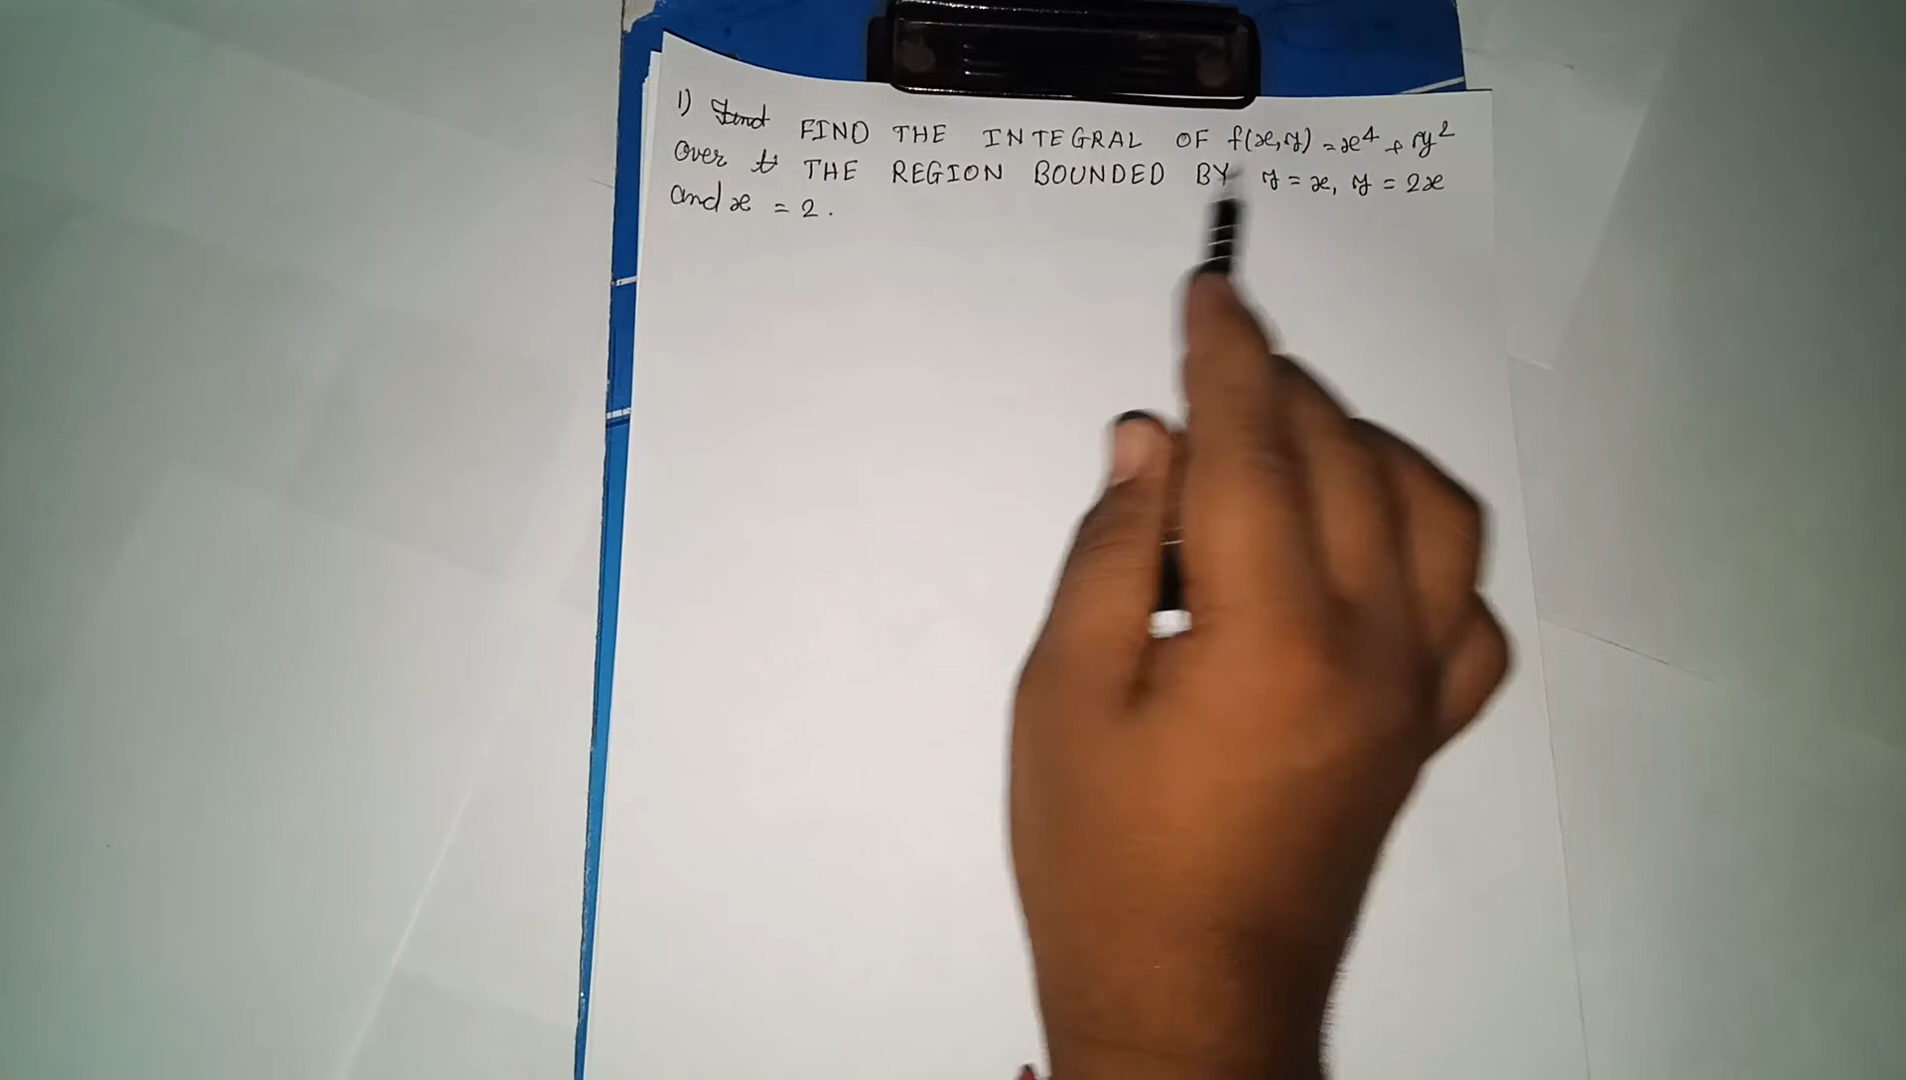 1) Find FIND THE INTEGRAL OF f(x,y) = x⁴ + y²
Over t THE REGION BOUNDED BY y = x, y = 2x
and x = 2.